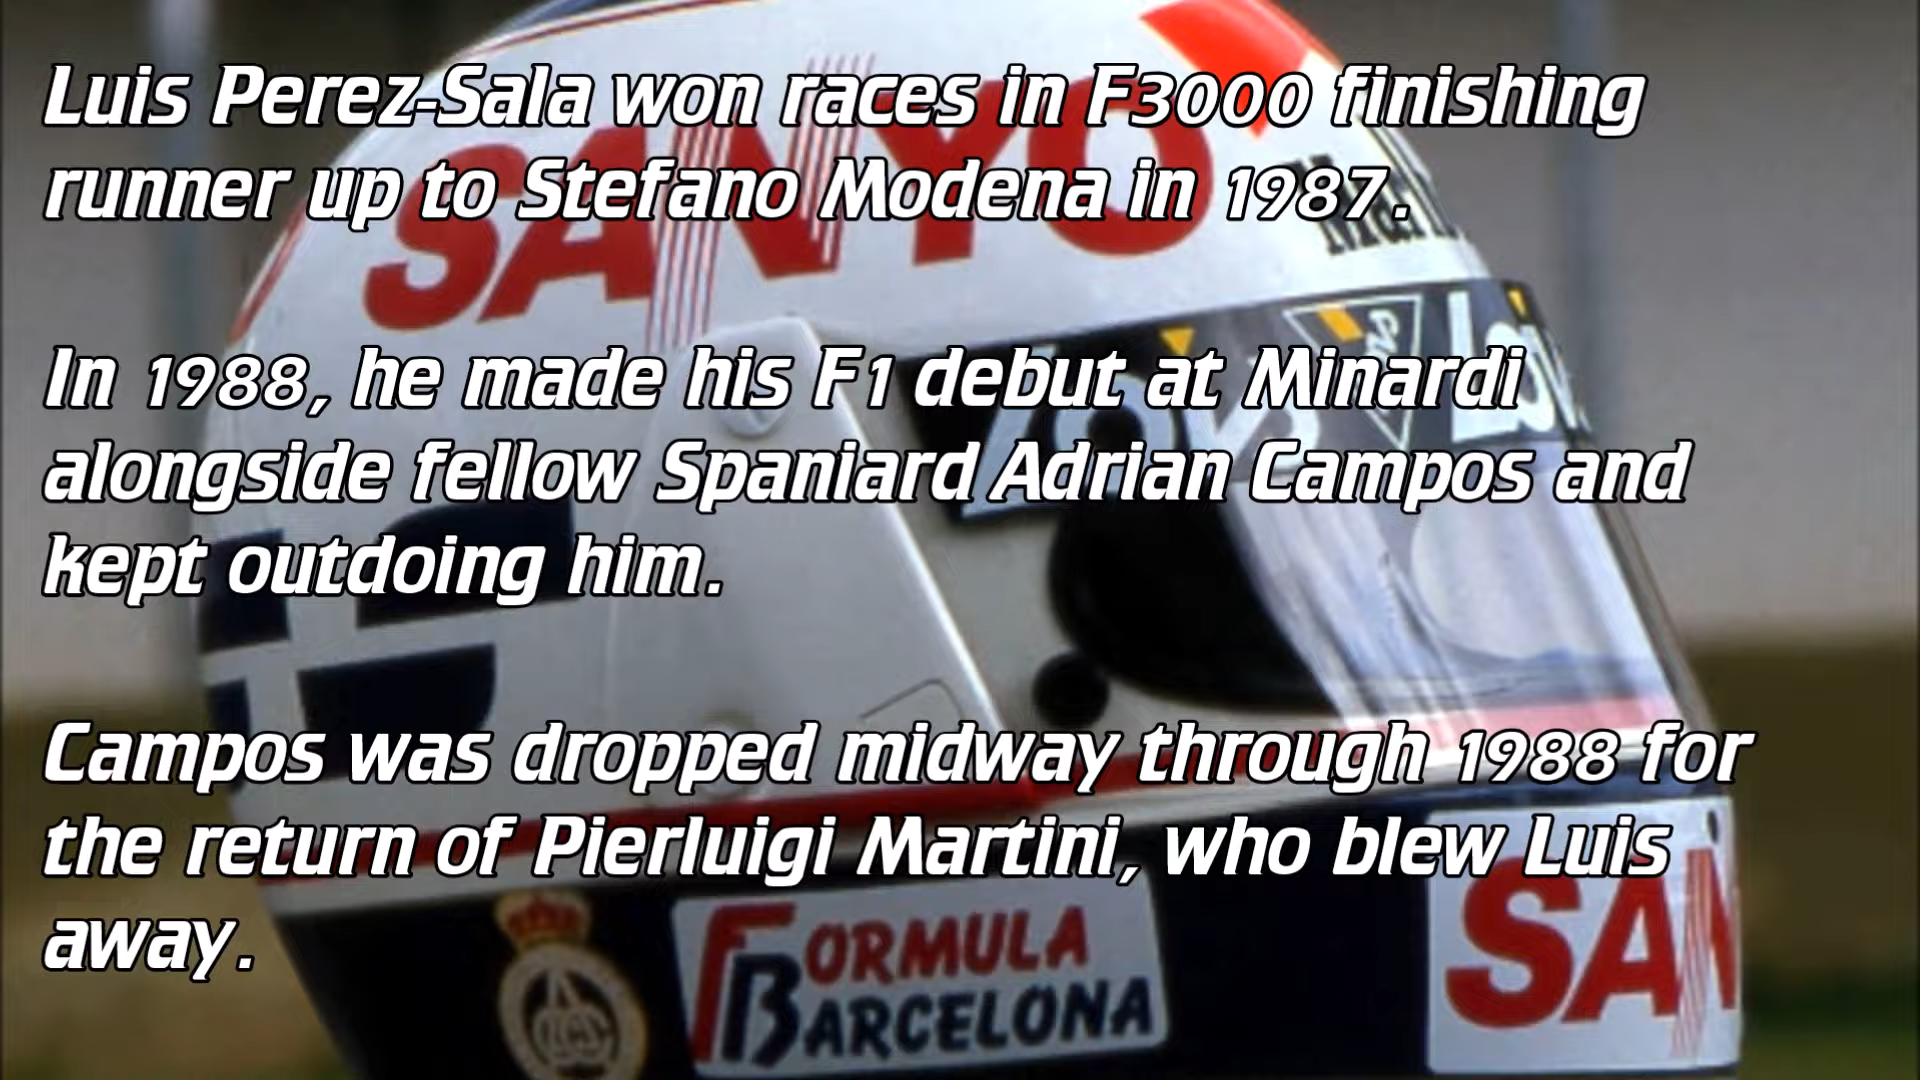 Luis Perez-Sala won races in F3000 finishing
runner up to Stefano Modena in 1987.
In 1988, he made his F1 debut at Minardi
alongside fellow Spaniard Adrian Campos and
kept outdoing him.
Campos was dropped midway through 1988 for
the return of Pierluigi Martini, who blew Luis
away.
SANYO
FORMULA
BARCELONA
SAN